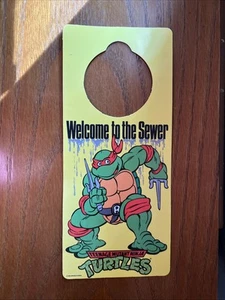 Welcome to the Sewer
TEENAGE MUTANT NINJA
TURTLES